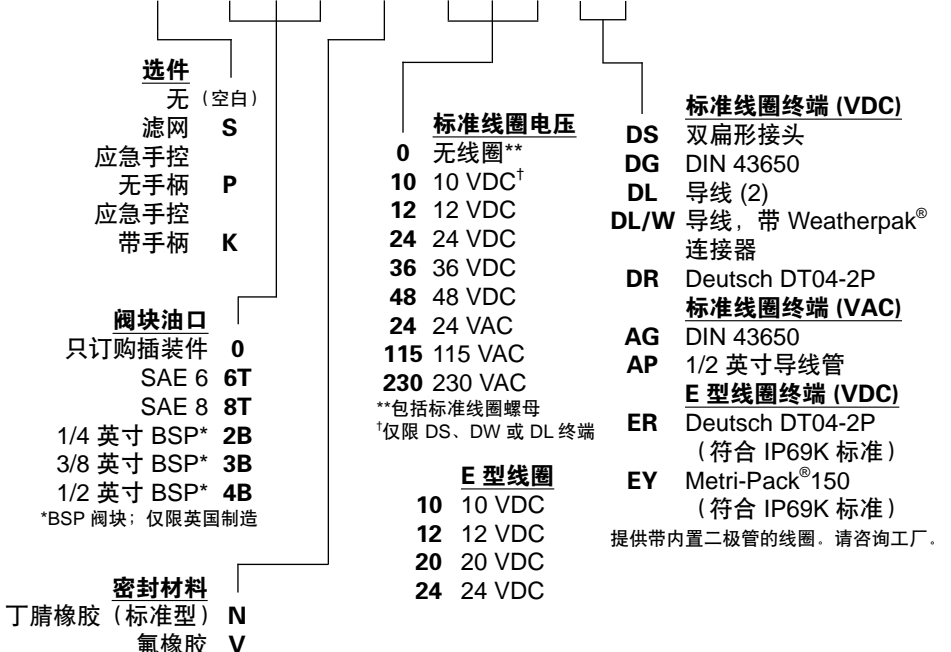 选件
无（空白）
滤网 S
应急手控
无手柄 P
应急手控
带手柄 K
阀块油口
只订购插装件 0
SAE 6 6T
SAE 8 8T
1/4 英寸 BSP* 2B
3/8 英寸 BSP* 3B
1/2 英寸 BSP* 4B
*BSP 阀块；仅限英国制造
密封材料
丁腈橡胶（标准型） N
氟橡胶 V
标准线圈电压
0 无线圈**
10 10 VDC†
12 12 VDC
24 24 VDC
36 36 VDC
48 48 VDC
24 24 VAC
115 115 VAC
230 230 VAC
**包括标准线圈螺母
†仅限 DS、DW 或 DL 终端
E 型线圈
10 10 VDC
12 12 VDC
20 20 VDC
24 24 VDC
标准线圈终端 (VDC)
DS 双扁形接头
DG DIN 43650
DL 导线 (2)
DL/W 导线，带 Weatherpak®
连接器
DR Deutsch DT04-2P
标准线圈终端 (VAC)
AG DIN 43650
AP 1/2 英寸导线管
E 型线圈终端 (VDC)
ER Deutsch DT04-2P
（符合 IP69K 标准）
EY Metri-Pack®150
（符合 IP69K 标准）
提供带内置二极管的线圈。请咨询工厂。